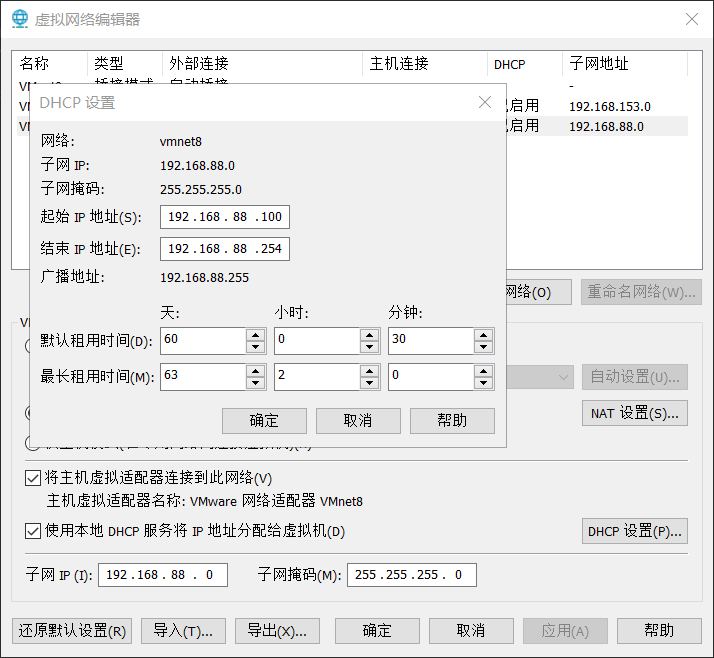 虚拟网络编辑器
名称 类型 外部连接 主机连接 DHCP 子网地址
-
启用 192.168.153.0
启用 192.168.88.0
DHCP 设置
网络: vmnet8
子网 IP: 192.168.88.0
子网掩码: 255.255.255.0
起始 IP 地址(S): 192.168.88.100
结束 IP 地址(E): 192.168.88.254
广播地址: 192.168.88.255
天: 小时: 分钟:
默认租用时间(D): 60 0 30
最长租用时间(M): 63 2 0
确定 取消 帮助
网络(O) 重命名网络(W)...
自动设置(U)...
NAT 设置(S)...
将主机虚拟适配器连接到此网络(V)
主机虚拟适配器名称: VMware 网络适配器 VMnet8
使用本地 DHCP 服务将 IP 地址分配给虚拟机(D) DHCP 设置(P)...
子网 IP (I): 192.168.88.0 子网掩码(M): 255.255.255.0
还原默认设置(R) 导入(T)... 导出(X)... 确定 取消 应用(A) 帮助